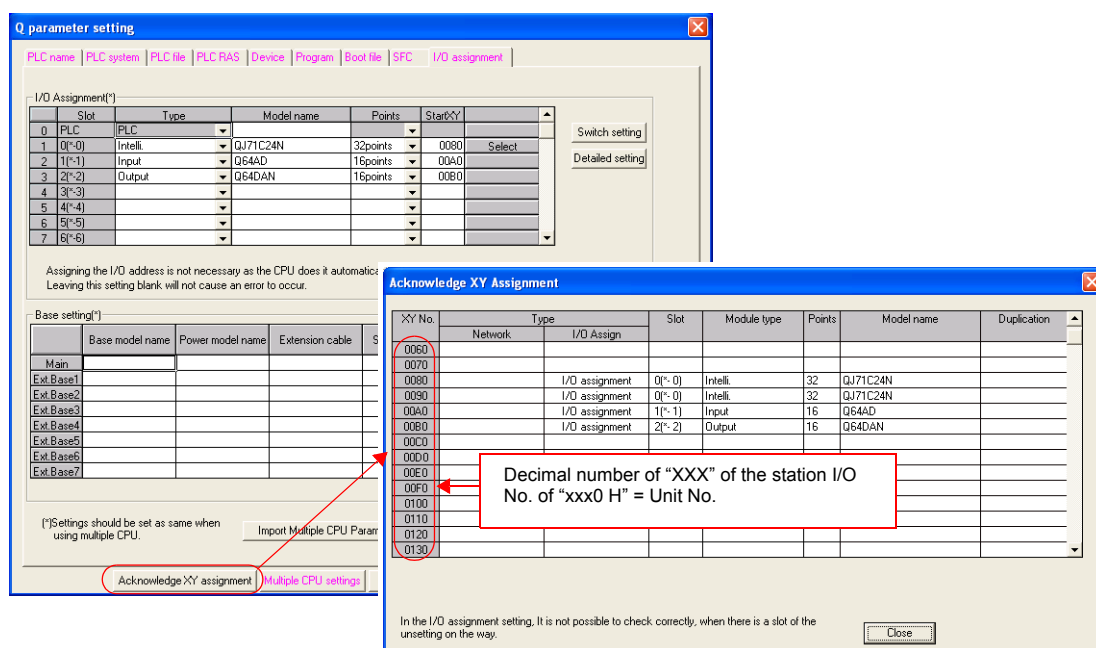 Q parameter setting
PLC name PLC system PLC file PLC RAS Device Program Boot file SFC I/O assignment
I/O Assignment(*)
Slot Type Model name Points StartXY
0 PLC PLC
1 0(*-0) Intelli. QJ71C24N 32points 0080 Select
2 1(*-1) Input Q64AD 16points 00A0
3 2(*-2) Output Q64DAN 16points 00B0
4 3(*-3)
5 4(*-4)
6 5(*-5)
7 6(*-6)
Switch setting
Detailed setting
Assigning the I/O address is not necessary as the CPU does it automatica
Leaving this setting blank will not cause an error to occur.
Base setting(*)
Base model name Power model name Extension cable S
Main
Ext.Base1
Ext.Base2
Ext.Base3
Ext.Base4
Ext.Base5
Ext.Base6
Ext.Base7
(*)Settings should be set as same when
using multiple CPU.
Import Multiple CPU Param
Acknowledge XY assignment Multiple CPU settings
Acknowledge XY Assignment
XY No. Type Slot Module type Points Model name Duplication
Network I/O Assign
0060
0070
0080 I/O assignment 0(*- 0) Intelli. 32 QJ71C24N
0090 I/O assignment 0(*- 0) Intelli. 32 QJ71C24N
00A0 I/O assignment 1(*- 1) Input 16 Q64AD
00B0 I/O assignment 2(*- 2) Output 16 Q64DAN
00C0
00D0
00E0
00F0
0100
0110
0120
0130
Decimal number of “XXX” of the station I/O
No. of “xxx0 H” = Unit No.
In the I/O assignment setting, It is not possible to check correctly, when there is a slot of the
unsetting on the way.
Close